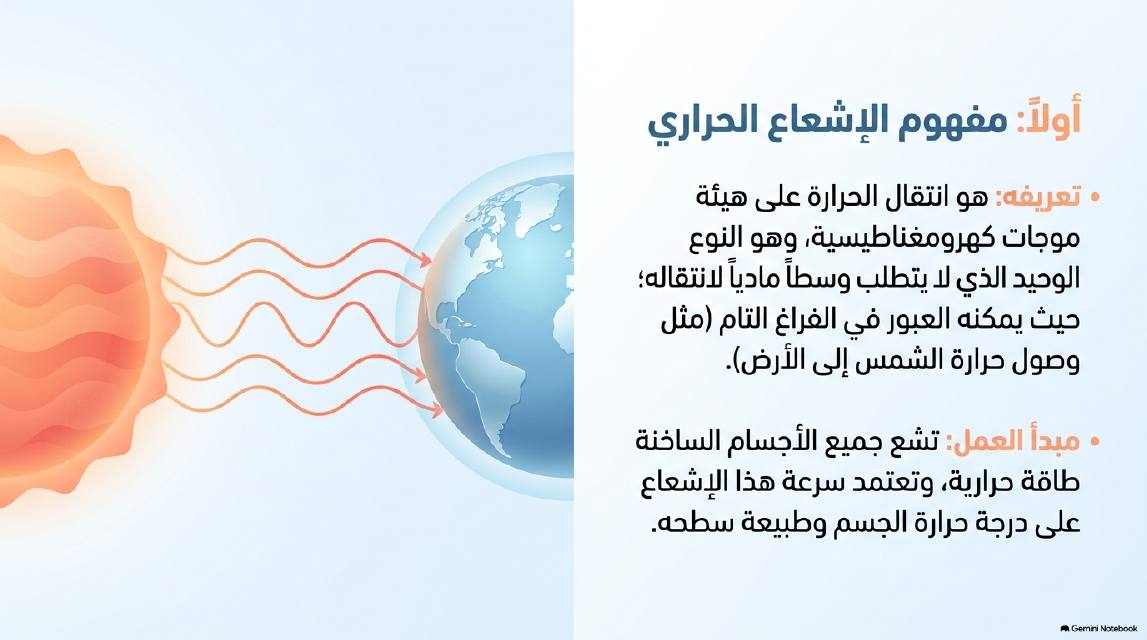 أولاً: مفهوم الإشعاع الحراري
• تعريفه: هو انتقال الحرارة على هيئة
موجات كهرومغناطيسية، وهو النوع
الوحيد الذي لا يتطلب وسطاً مادياً لانتقاله؛
حيث يمكنه العبور في الفراغ التام (مثل
وصول حرارة الشمس إلى الأرض).
• مبدأ العمل: تشع جميع الأجسام الساخنة
طاقة حرارية، وتعتمد سرعة هذا الإشعاع
على درجة حرارة الجسم وطبيعة سطحه.
Gemini Notebook